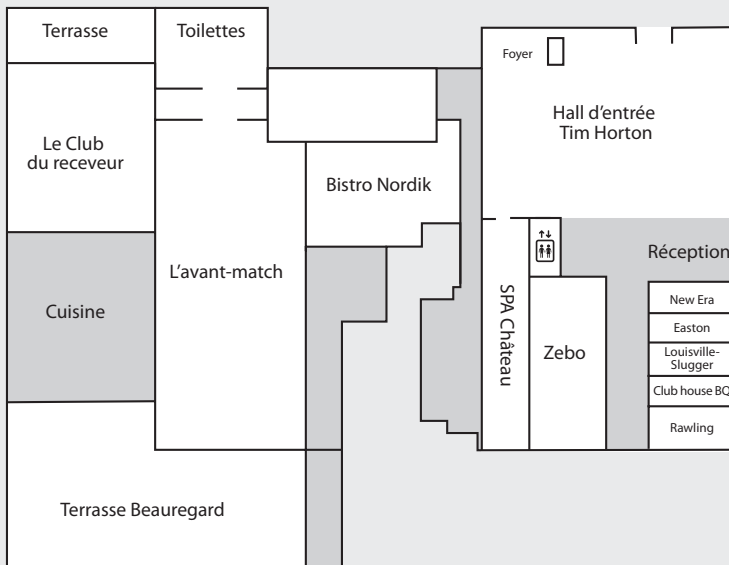 Terrasse
Toilettes
Foyer
Hall d'entrée
Tim Horton
Le Club
du receveur
Bistro Nordik
L'avant-match
Réception
Cuisine
SPA Château
Zebo
New Era
Easton
Louisville-
Slugger
Club house BQ
Rawling
Terrasse Beauregard